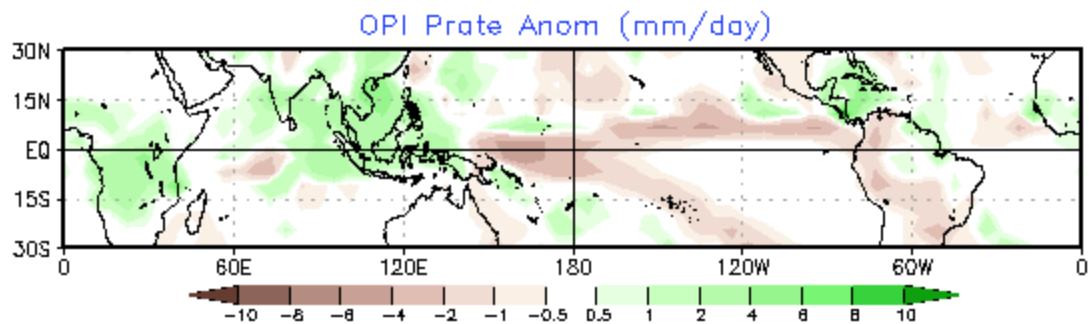 OPI Prate Anom (mm/day)
30N
15N
EQ
15S
30S
0 60E 120E 180 120W 60W 0
-10 -8 -6 -4 -2 -1 -0.5 0.5 1 2 4 6 8 10